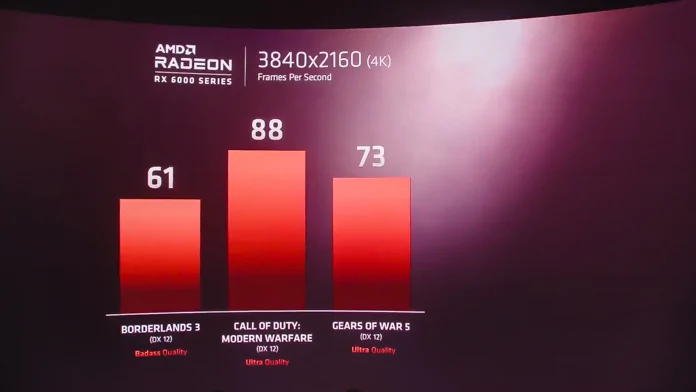 AMD
RADEON
RX 6000 SERIES
3840x2160 (4K)
Frames Per Second
61
88
73
BORDERLANDS 3
(DX 12)
Badass Quality
CALL OF DUTY:
MODERN WARFARE
(DX 12)
Ultra Quality
GEARS OF WAR 5
(DX 12)
Ultra Quality